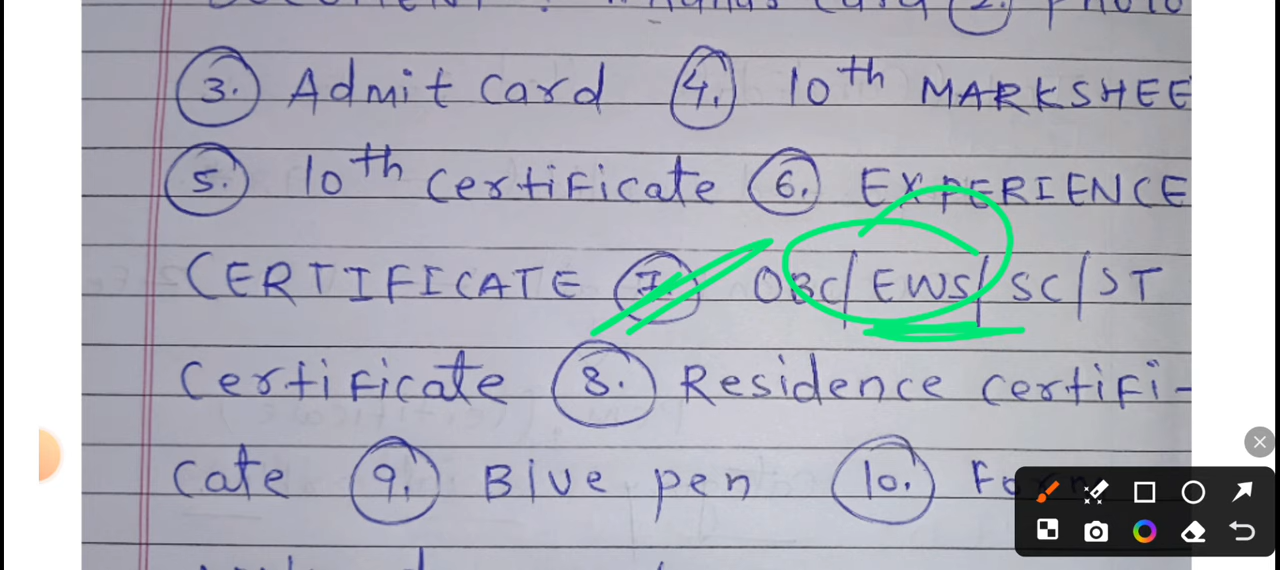 3. Admit card 4. 10th MARKSHEE
5. 10th certificate 6. EXPERIENCE
CERTIFICATE 7. OBC/EWS/SC/ST
certificate 8. Residence certifi-
cate 9. Blue pen 10.